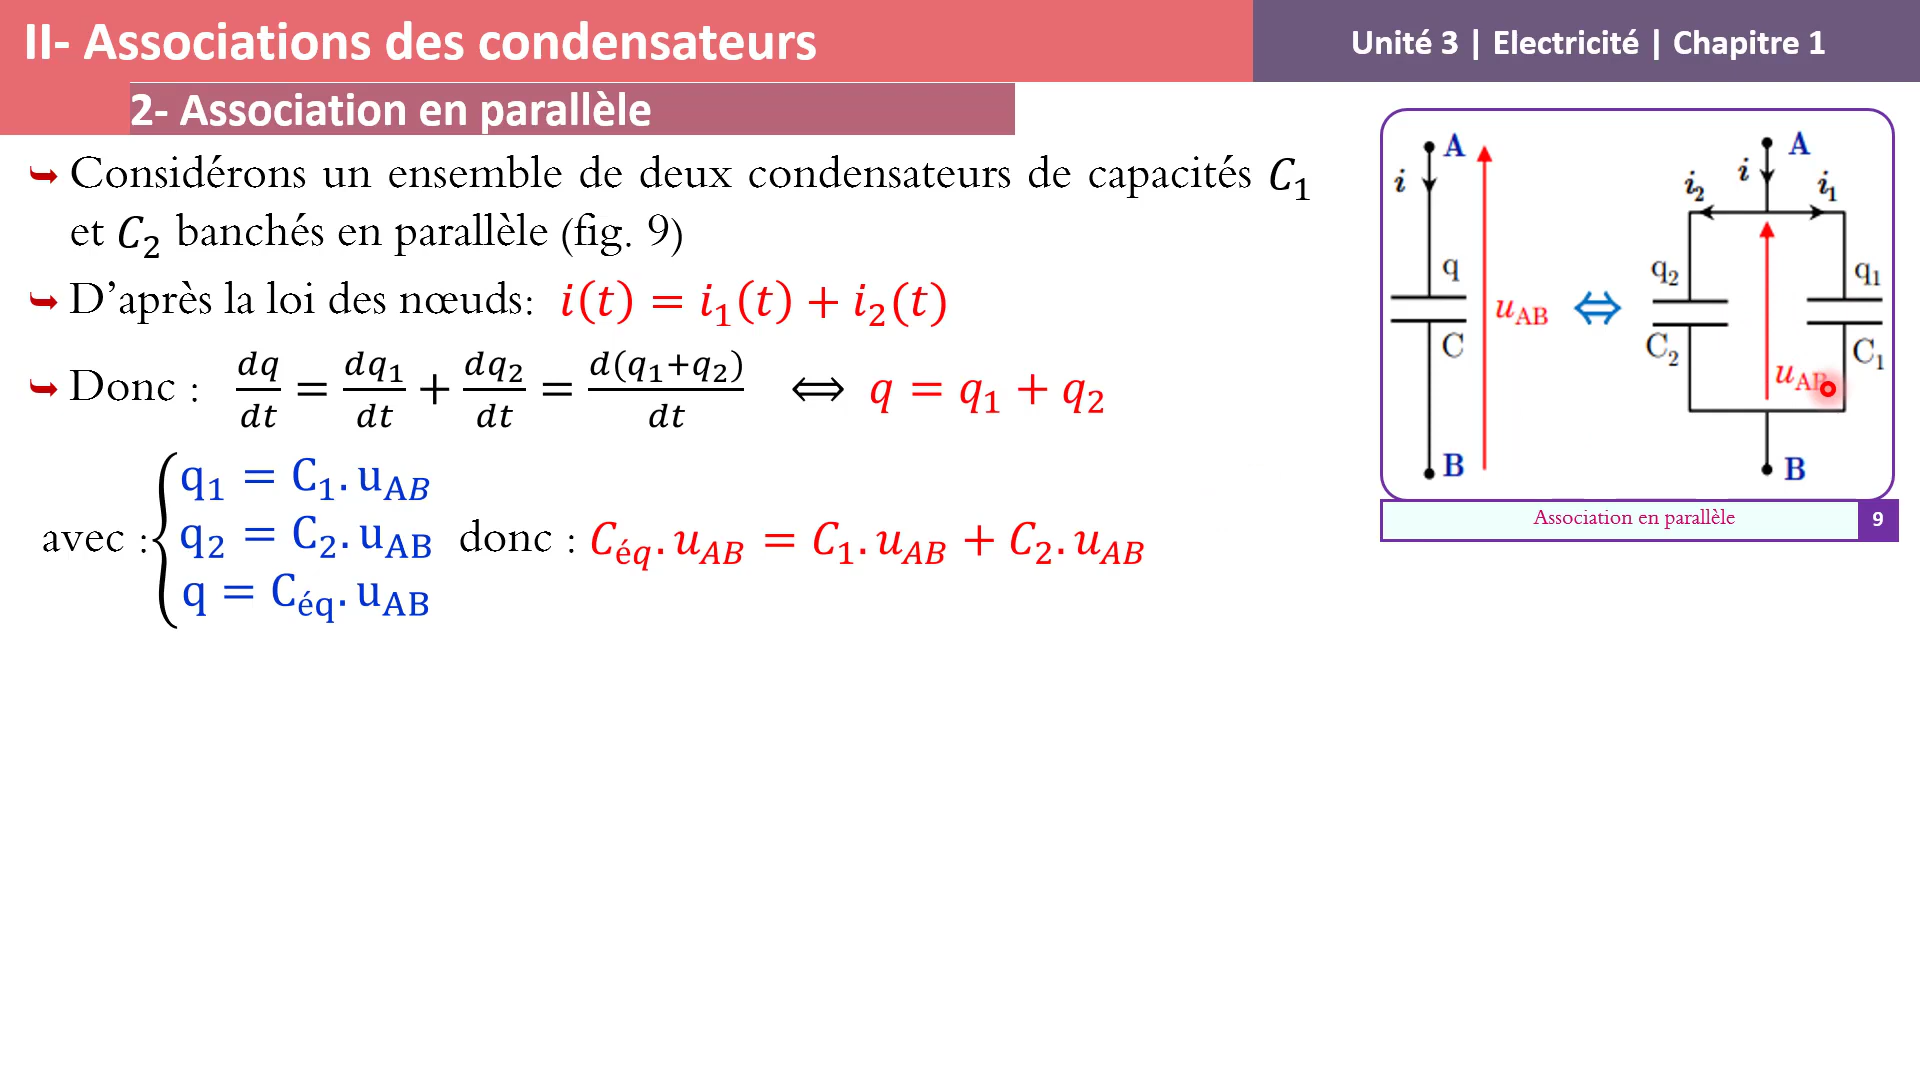 II- Associations des condensateurs
Unité 3 | Electricité | Chapitre 1
2- Association en parallèle
➥ Considérons un ensemble de deux condensateurs de capacités C₁
et C₂ banchés en parallèle (fig. 9)
➥ D’après la loi des nœuds: i(t) = i₁(t) + i₂(t)
➥ Donc : dq/dt = dq₁/dt + dq₂/dt = d(q₁+q₂)/dt ⟺ q = q₁ + q₂
avec : { q₁ = C₁. u_AB
q₂ = C₂. u_AB
q = C_éq. u_AB
donc : C_éq. u_AB = C₁. u_AB + C₂. u_AB
A
i
q
u_AB
C
B
⇔
A
i₂ i i₁
q₂ q₁
C₂ C₁
u_AB
B
Association en parallèle 9